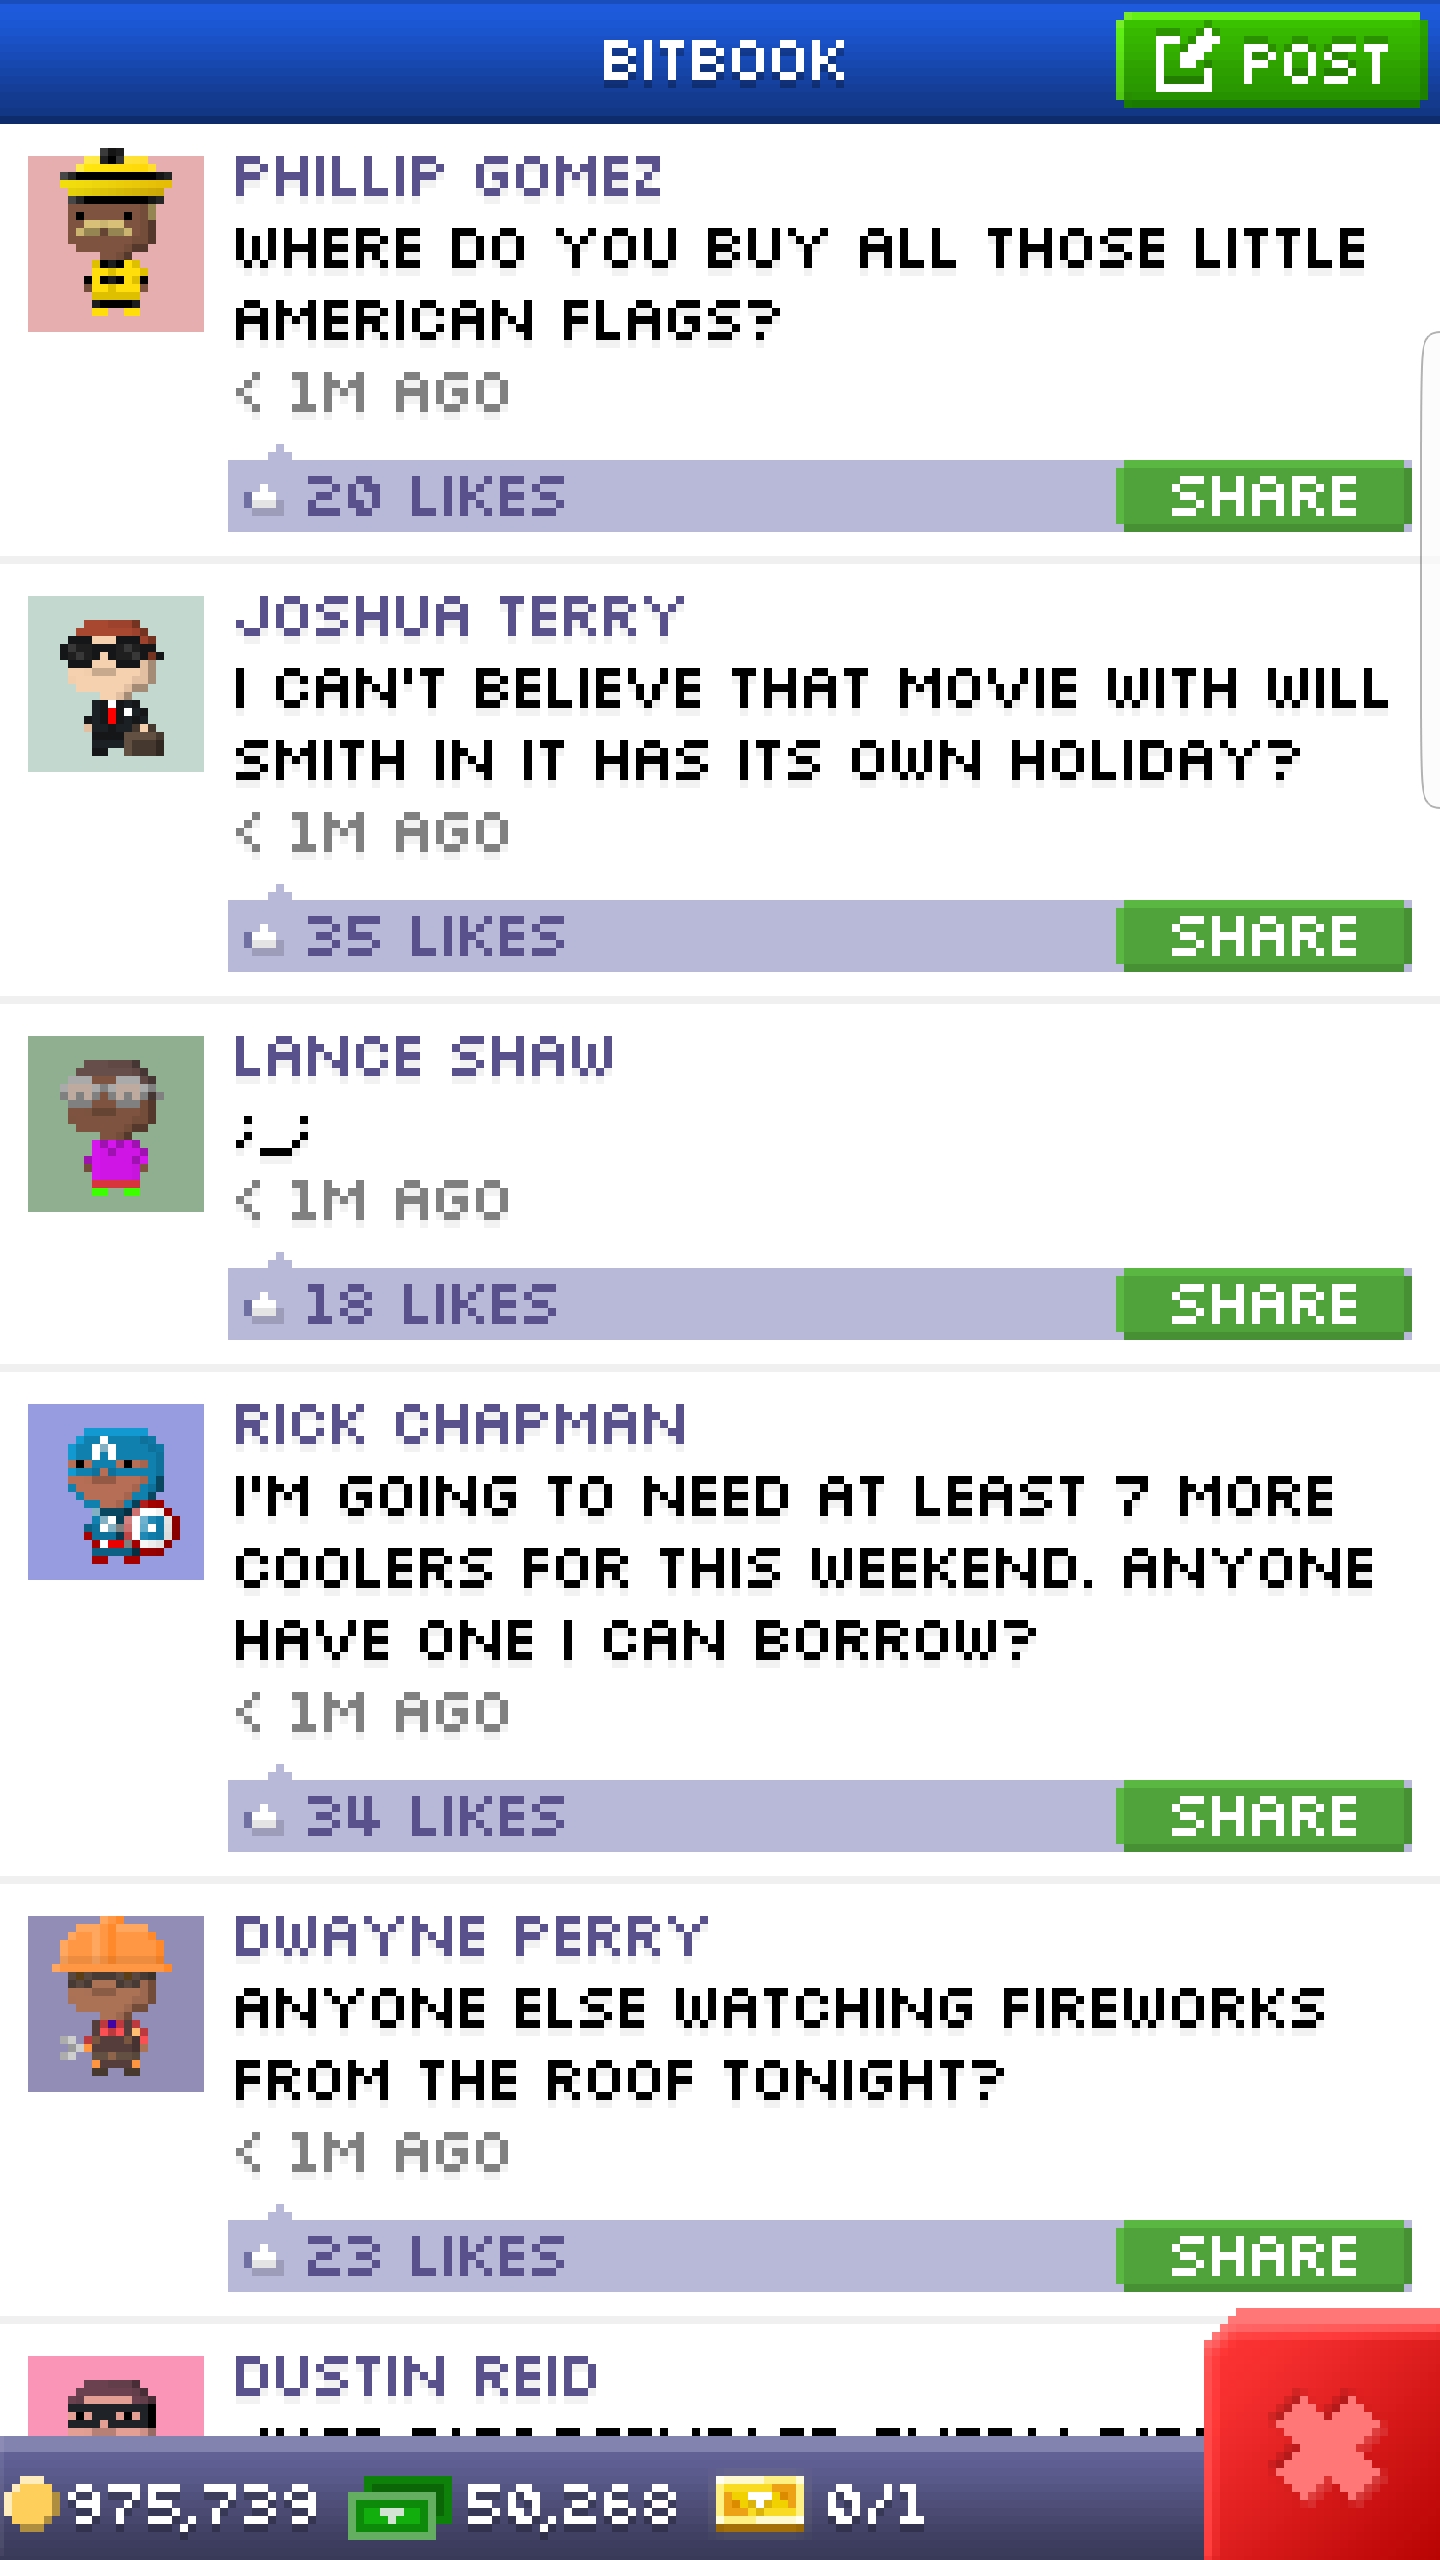 BITBOOK
POST
PHILLIP GOMEZ
WHERE DO YOU BUY ALL THOSE LITTLE
AMERICAN FLAGS?
< 1M AGO
20 LIKES
SHARE
JOSHUA TERRY
I CAN'T BELIEVE THAT MOVIE WITH WILL
SMITH IN IT HAS ITS OWN HOLIDAY?
< 1M AGO
35 LIKES
SHARE
LANCE SHAW
;_;
< 1M AGO
18 LIKES
SHARE
RICK CHAPMAN
I'M GOING TO NEED AT LEAST 7 MORE
COOLERS FOR THIS WEEKEND. ANYONE
HAVE ONE I CAN BORROW?
< 1M AGO
34 LIKES
SHARE
DWAYNE PERRY
ANYONE ELSE WATCHING FIREWORKS
FROM THE ROOF TONIGHT?
< 1M AGO
23 LIKES
SHARE
DUSTIN REID
975,739 50,268 0/1